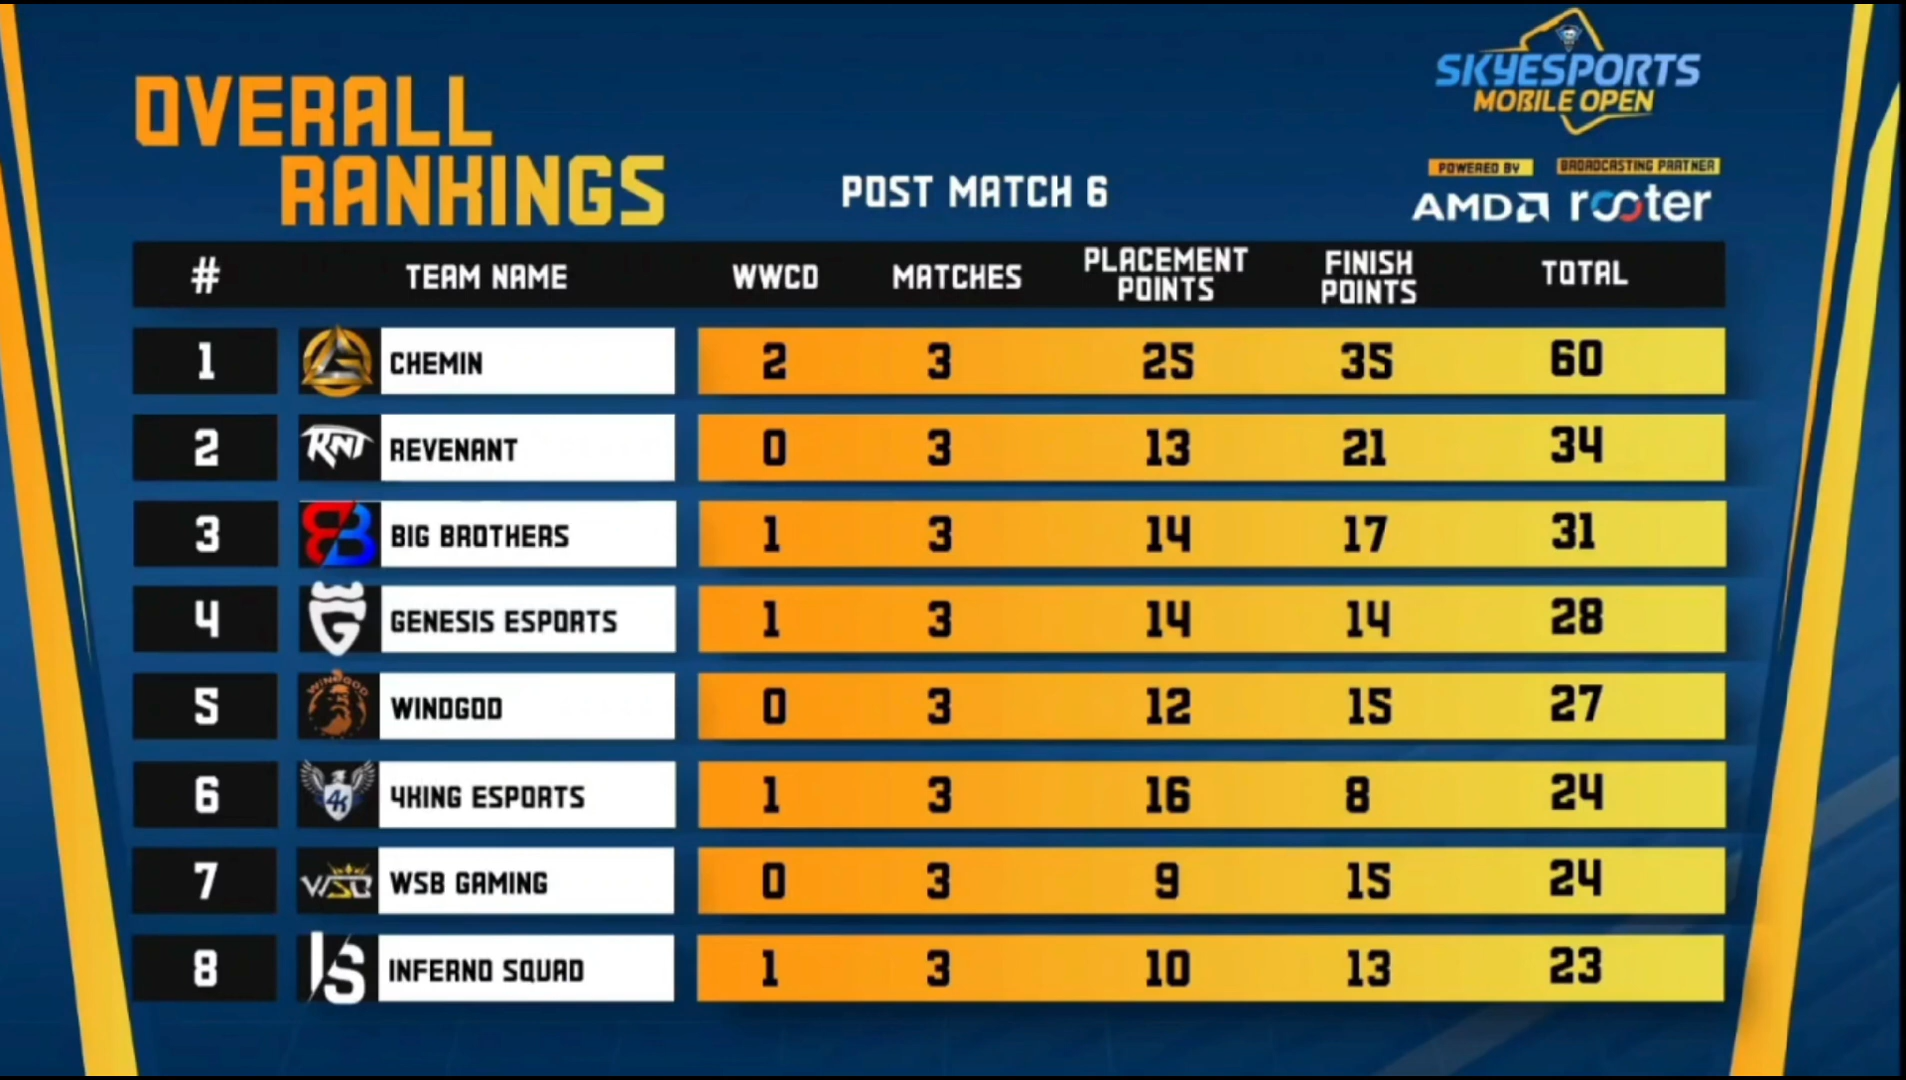 SKYESPORTS
MOBILE OPEN
OVERALL
RANKINGS
POST MATCH 6
POWERED BY
BROADCASTING PARTNER
AMD
rooter
# TEAM NAME WWCD MATCHES PLACEMENT POINTS FINISH POINTS TOTAL
1 CHEMIN 2 3 25 35 60
2 RNT REVENANT 0 3 13 21 34
3 BB BIG BROTHERS 1 3 14 17 31
4 G GENESIS ESPORTS 1 3 14 14 28
5 WINDGOD WINDGOD 0 3 12 15 27
6 4K 4KING ESPORTS 1 3 16 8 24
7 WSB WSB GAMING 0 3 9 15 24
8 IS INFERNO SQUAD 1 3 10 13 23